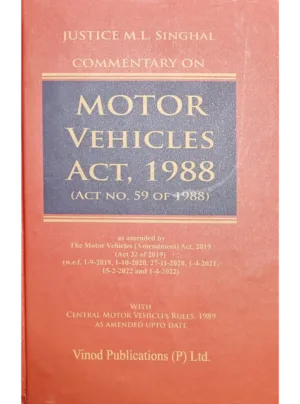 JUSTICE M.L. SINGHAL
COMMENTARY ON
MOTOR
VEHICLES
ACT, 1988
(ACT NO. 59 OF 1988)
as amended by
The Motor Vehicles (Amendment) Act, 2019
(Act 32 of 2019)
(w.e.f. 1-9-2019, 1-10-2020, 27-11-2020, 1-4-2021,
15-2-2022 and 1-4-2022)
WITH
CENTRAL MOTOR VEHICLES RULES, 1989
AS AMENDED UPTO DATE
Vinod Publications (P) Ltd.